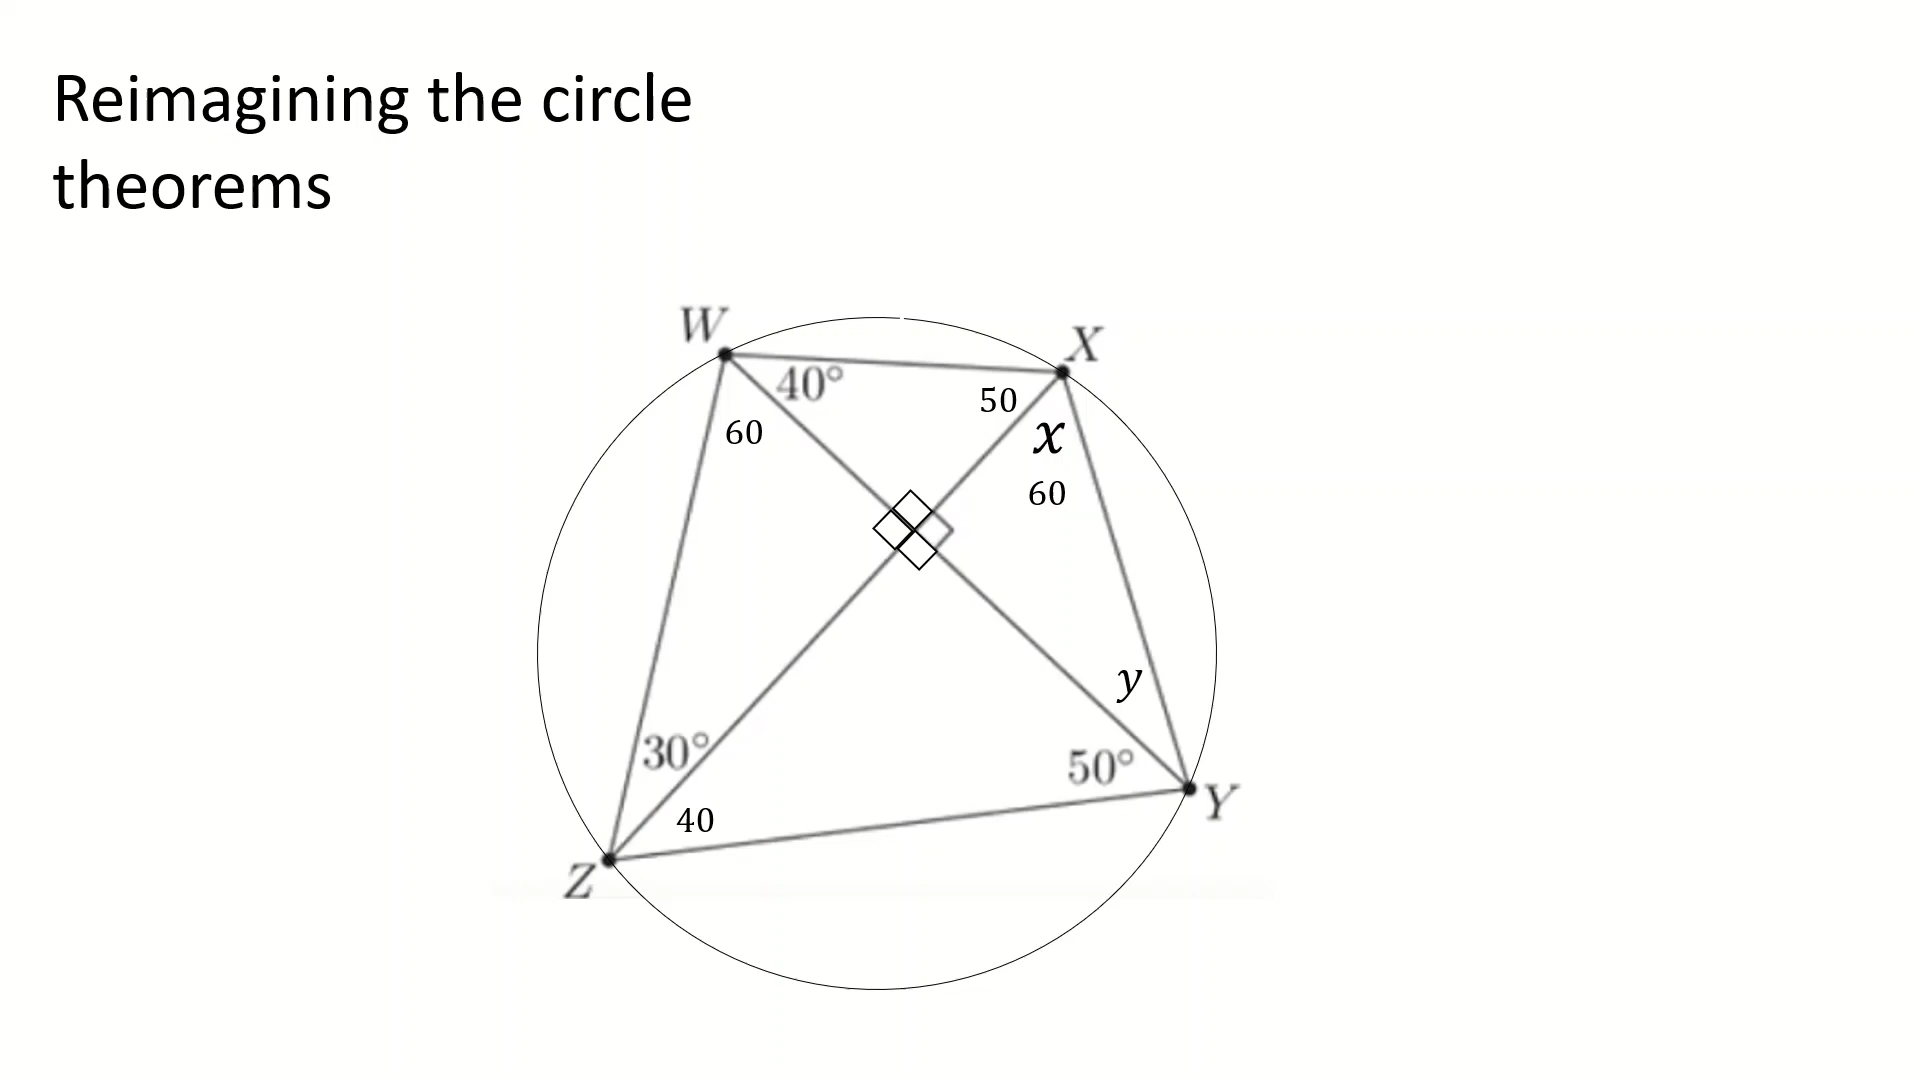 Reimagining the circle
theorems
W
X
40°
50
60
x
60
y
30°
50°
40
Y
Z